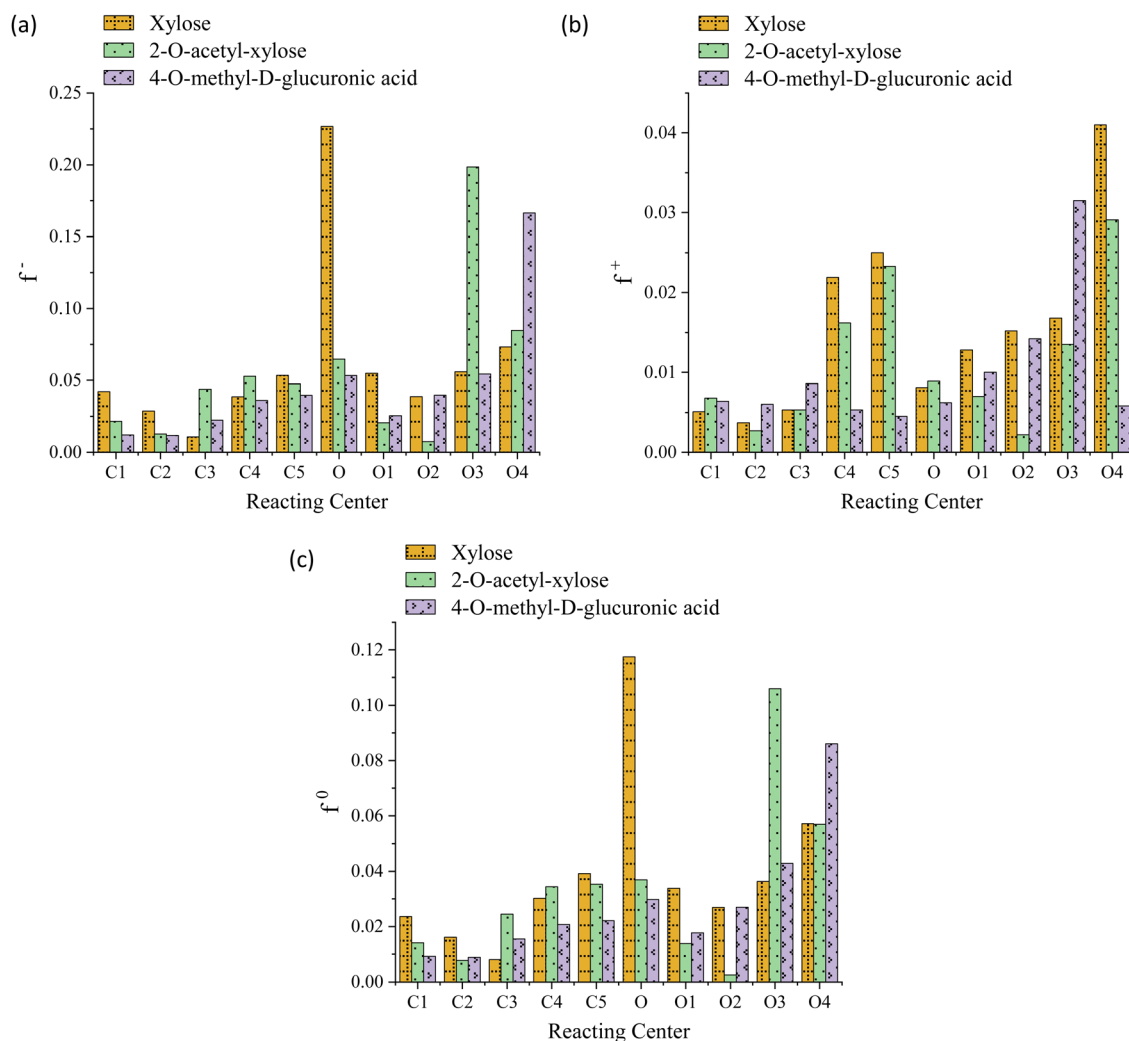 (a)
Xylose
2-O-acetyl-xylose
4-O-methyl-D-glucuronic acid
0.25
0.20
0.15
0.10
0.05
0.00
f -
C1 C2 C3 C4 C5 O O1 O2 O3 O4
Reacting Center
(b)
Xylose
2-O-acetyl-xylose
4-O-methyl-D-glucuronic acid
0.04
0.03
0.02
0.01
0.00
f +
C1 C2 C3 C4 C5 O O1 O2 O3 O4
Reacting Center
(c)
Xylose
2-O-acetyl-xylose
4-O-methyl-D-glucuronic acid
0.12
0.10
0.08
0.06
0.04
0.02
0.00
f 0
C1 C2 C3 C4 C5 O O1 O2 O3 O4
Reacting Center